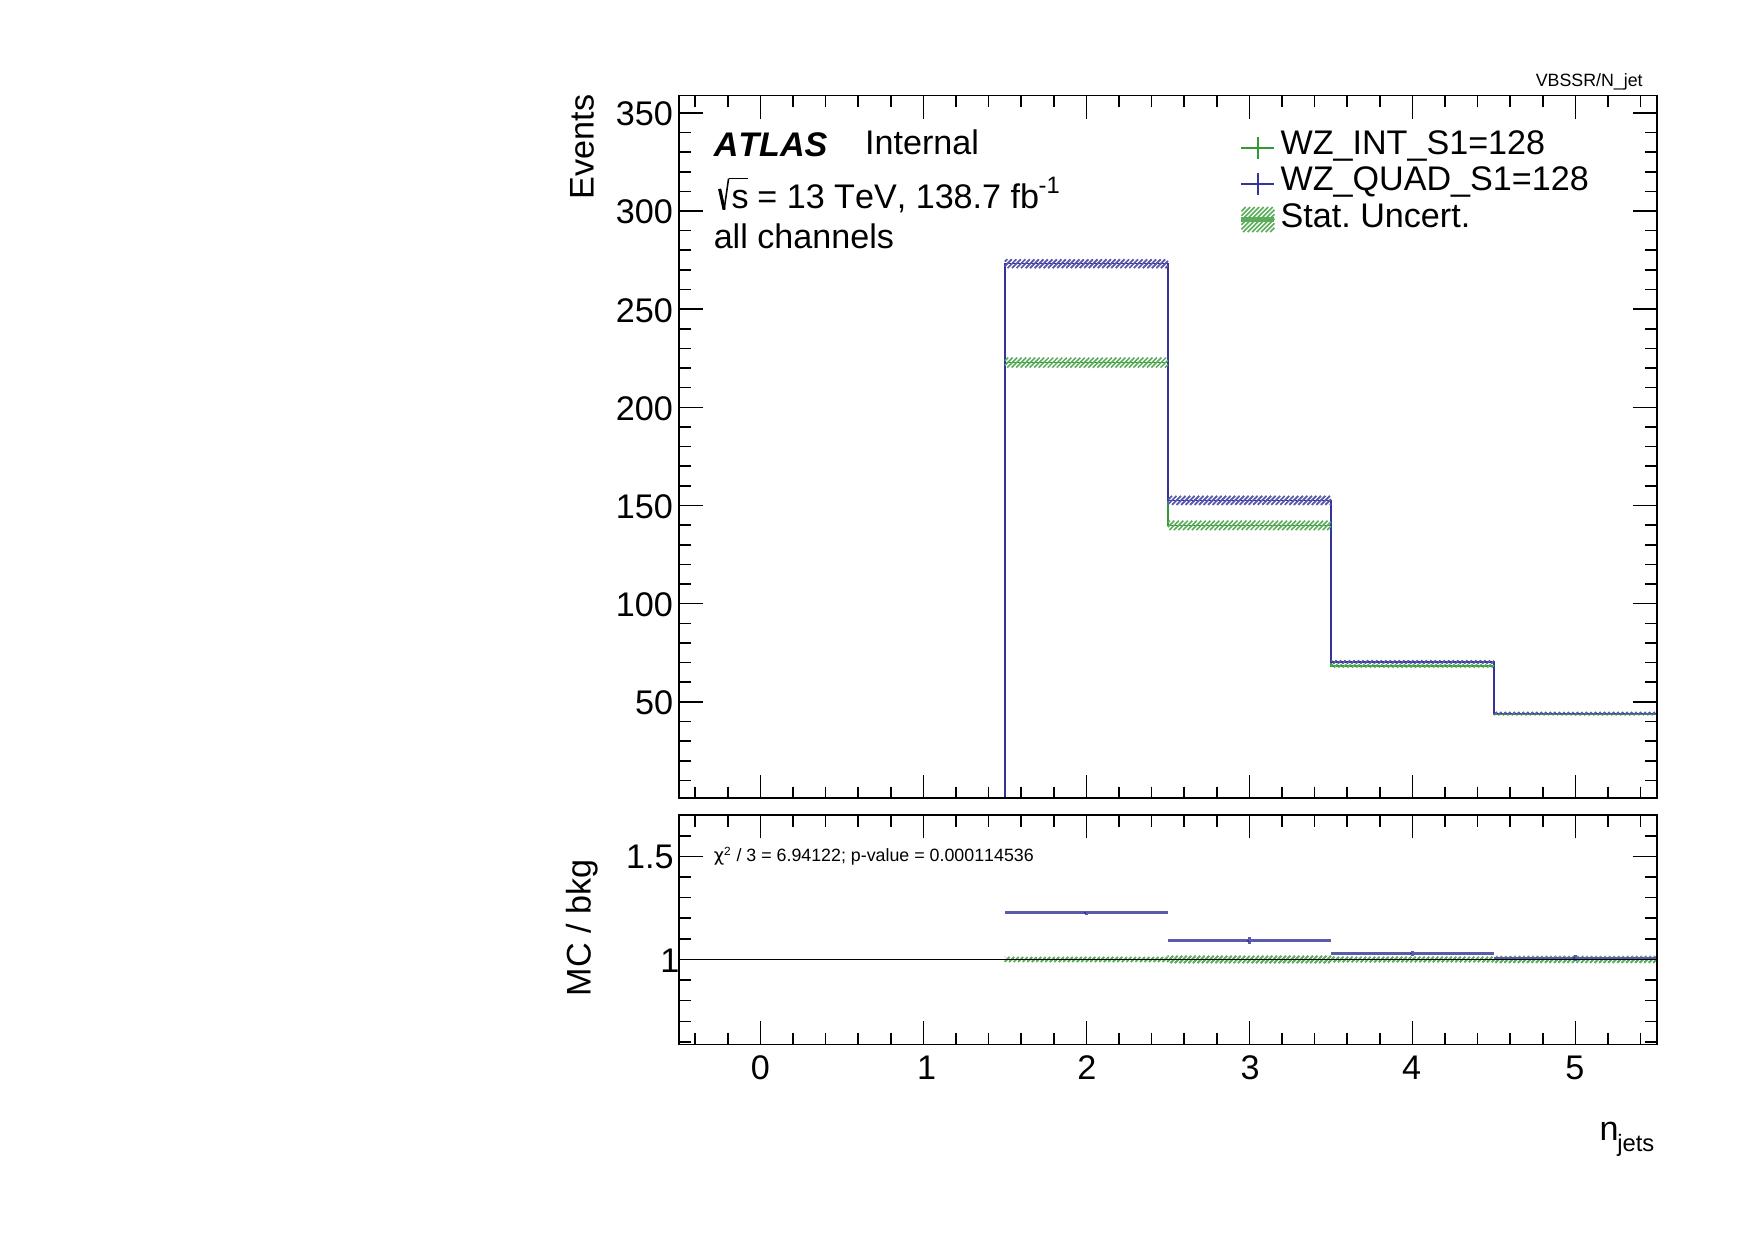 VBSSR/N_jet
Events
350
300
250
200
150
100
50
ATLAS Internal
√s = 13 TeV, 138.7 fb-1
all channels
WZ_INT_S1=128
WZ_QUAD_S1=128
Stat. Uncert.
MC / bkg
1.5
1
χ2 / 3 = 6.94122; p-value = 0.000114536
0 1 2 3 4 5
njets